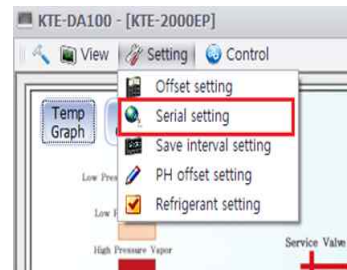 KTE-DA100 - [KTE-2000EP]
View Setting Control
Offset setting
Serial setting
Save interval setting
PH offset setting
Refrigerant setting
Temp
Graph
Low Pres
Low P
High Pressure Vapor
Service Valve